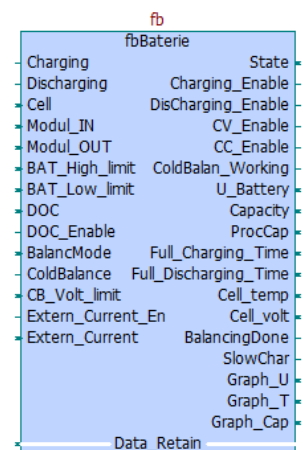 fb
fbBaterie
Charging State
Discharging Charging_Enable
Cell DisCharging_Enable
Modul_IN CV_Enable
Modul_OUT CC_Enable
BAT_High_limit ColdBalan_Working
BAT_Low_limit U_Battery
DOC Capacity
DOC_Enable ProcCap
BalancMode Full_Charging_Time
ColdBalance Full_Discharging_Time
CB_Volt_limit Cell_temp
Extern_Current_En Cell_volt
Extern_Current BalancingDone
SlowChar
Graph_U
Graph_T
Graph_Cap
Data_Retain